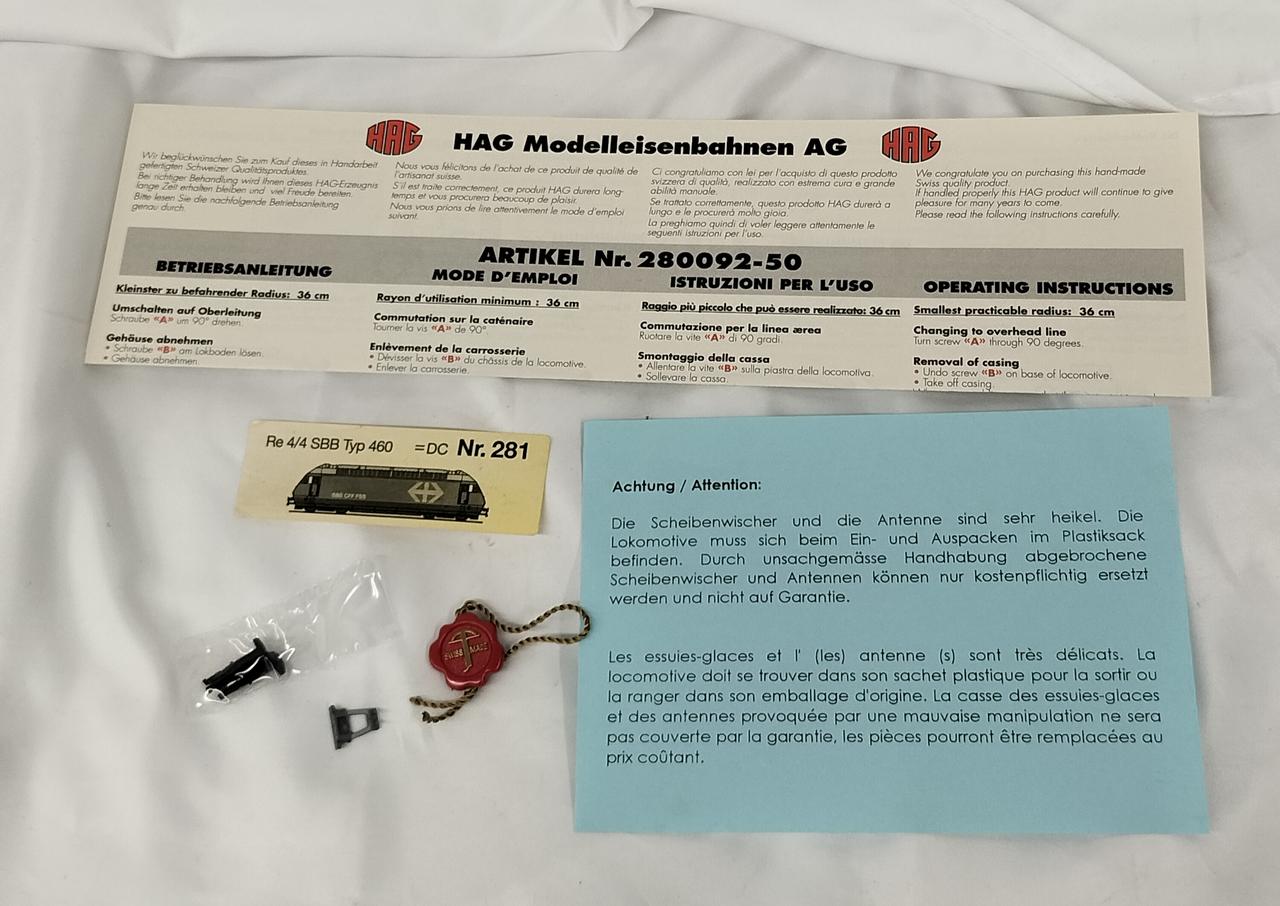 HAG HAG Modelleisenbahnen AG HAG
Wir beglückwünschen Sie zum Kauf dieses in Handarbeit
gefertigten Schweizer Qualitätsproduktes.
Bei richtiger Behandlung wird Ihnen dieses HAG-Erzeugnis
lange Zeit erhalten bleiben und viel Freude bereiten.
Bitte lesen Sie die nachfolgende Betriebsanleitung
genau durch.
Nous vous félicitons de l'achat de ce produit de qualité de
l'artisanat suisse.
S'il est traité correctement, ce produit HAG durera long-
temps et vous procurera beaucoup de plaisir.
Nous vous prions de lire attentivement le mode d'emploi
suivant.
Ci congratuliamo con lei per l'acquisto di questo prodotto
svizzera di qualità, realizzato con estrema cura e grande
abilità manuale.
Se trattato correttamente, questo prodotto HAG durerà a
lungo e le procurerà molto gioia.
La preghiamo quindi di voler leggere attentamente le
seguenti istruzioni per l'uso.
We congratulate you on purchasing this hand-made
Swiss quality product.
If handled properly this HAG product will continue to give
pleasure for many years to come.
Please read the following instructions carefully.
ARTIKEL Nr. 280092-50
BETRIEBSANLEITUNG
Kleinster zu befahrender Radius: 36 cm
Umschalten auf Oberleitung
Schraube «A» um 90° drehen.
Gehäuse abnehmen
• Schraube «B» am Lokboden lösen.
• Gehäuse abnehmen.
MODE D'EMPLOI
Rayon d'utilisation minimum : 36 cm
Commutation sur la caténaire
Tourner la vis «A» de 90°
Enlèvement de la carrosserie
• Dévisser la vis «B» du châssis de la locomotive.
• Enlever la carrosserie.
ISTRUZIONI PER L'USO
Raggio più piccolo che può essere realizzato: 36 cm
Commutazione per la linea ærea
Ruotare la vite «A» di 90 gradi.
Smontaggio della cassa
• Allentare la vite «B» sulla piastra della locomotiva.
• Sollevare la cassa.
OPERATING INSTRUCTIONS
Smallest practicable radius: 36 cm
Changing to overhead line
Turn screw «A» through 90 degrees.
Removal of casing
• Undo screw «B» on base of locomotive.
• Take off casing.
Re 4/4 SBB Typ 460 =DC Nr. 281
SBB CFF FFS
SWISS MADE
Achtung / Attention:
Die Scheibenwischer und die Antenne sind sehr heikel. Die
Lokomotive muss sich beim Ein- und Auspacken im Plastiksack
befinden. Durch unsachgemässe Handhabung abgebrochene
Scheibenwischer und Antennen können nur kostenpflichtig ersetzt
werden und nicht auf Garantie.
Les essuies-glaces et l' (les) antenne (s) sont très délicats. La
locomotive doit se trouver dans son sachet plastique pour la sortir ou
la ranger dans son emballage d'origine. La casse des essuies-glaces
et des antennes provoquée par une mauvaise manipulation ne sera
pas couverte par la garantie, les pièces pourront être remplacées au
prix coûtant.